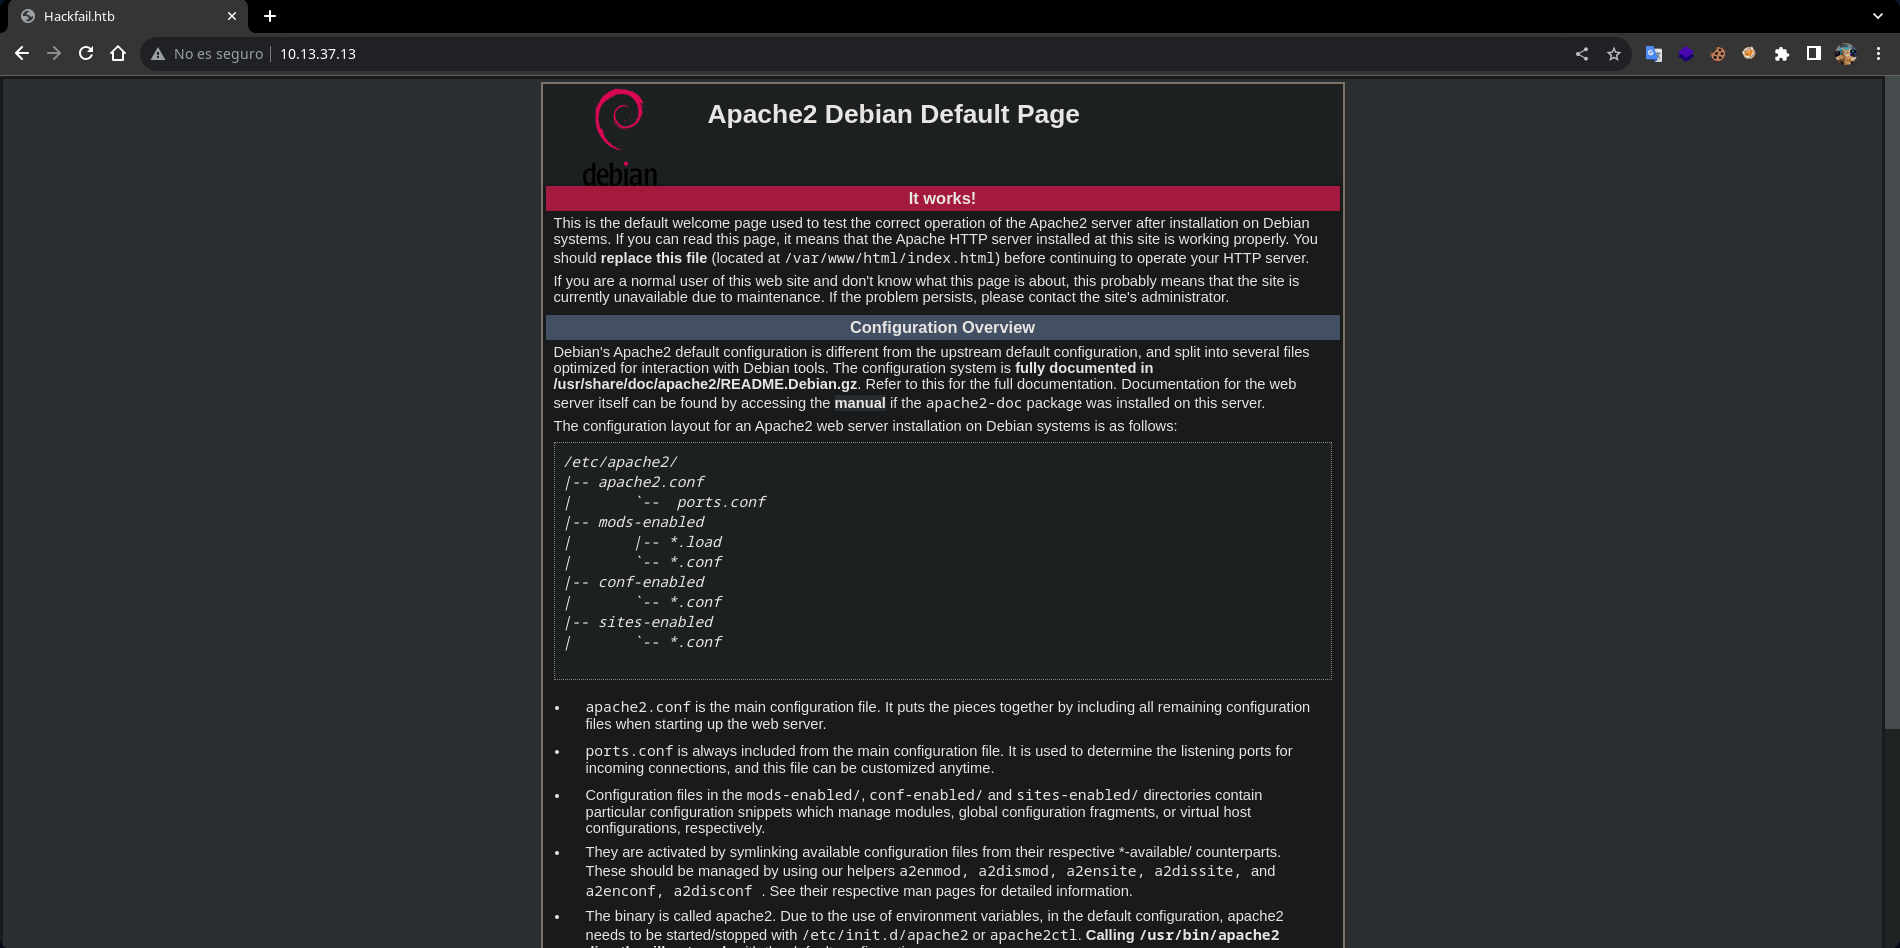 Hackfail.htb
No es seguro 10.13.37.13
debian
Apache2 Debian Default Page
It works!
This is the default welcome page used to test the correct operation of the Apache2 server after installation on Debian
systems. If you can read this page, it means that the Apache HTTP server installed at this site is working properly. You
should replace this file (located at /var/www/html/index.html) before continuing to operate your HTTP server.
If you are a normal user of this web site and don't know what this page is about, this probably means that the site is
currently unavailable due to maintenance. If the problem persists, please contact the site's administrator.
Configuration Overview
Debian's Apache2 default configuration is different from the upstream default configuration, and split into several files
optimized for interaction with Debian tools. The configuration system is fully documented in
/usr/share/doc/apache2/README.Debian.gz. Refer to this for the full documentation. Documentation for the web
server itself can be found by accessing the manual if the apache2-doc package was installed on this server.
The configuration layout for an Apache2 web server installation on Debian systems is as follows:
/etc/apache2/
|-- apache2.conf
|       `--  ports.conf
|-- mods-enabled
|       |-- *.load
|       `-- *.conf
|-- conf-enabled
|       `-- *.conf
|-- sites-enabled
|       `-- *.conf
• apache2.conf is the main configuration file. It puts the pieces together by including all remaining configuration
files when starting up the web server.
• ports.conf is always included from the main configuration file. It is used to determine the listening ports for
incoming connections, and this file can be customized anytime.
• Configuration files in the mods-enabled/, conf-enabled/ and sites-enabled/ directories contain
particular configuration snippets which manage modules, global configuration fragments, or virtual host
configurations, respectively.
• They are activated by symlinking available configuration files from their respective *-available/ counterparts.
These should be managed by using our helpers a2enmod, a2dismod, a2ensite, a2dissite, and
a2enconf, a2disconf . See their respective man pages for detailed information.
• The binary is called apache2. Due to the use of environment variables, in the default configuration, apache2
needs to be started/stopped with /etc/init.d/apache2 or apache2ctl. Calling /usr/bin/apache2